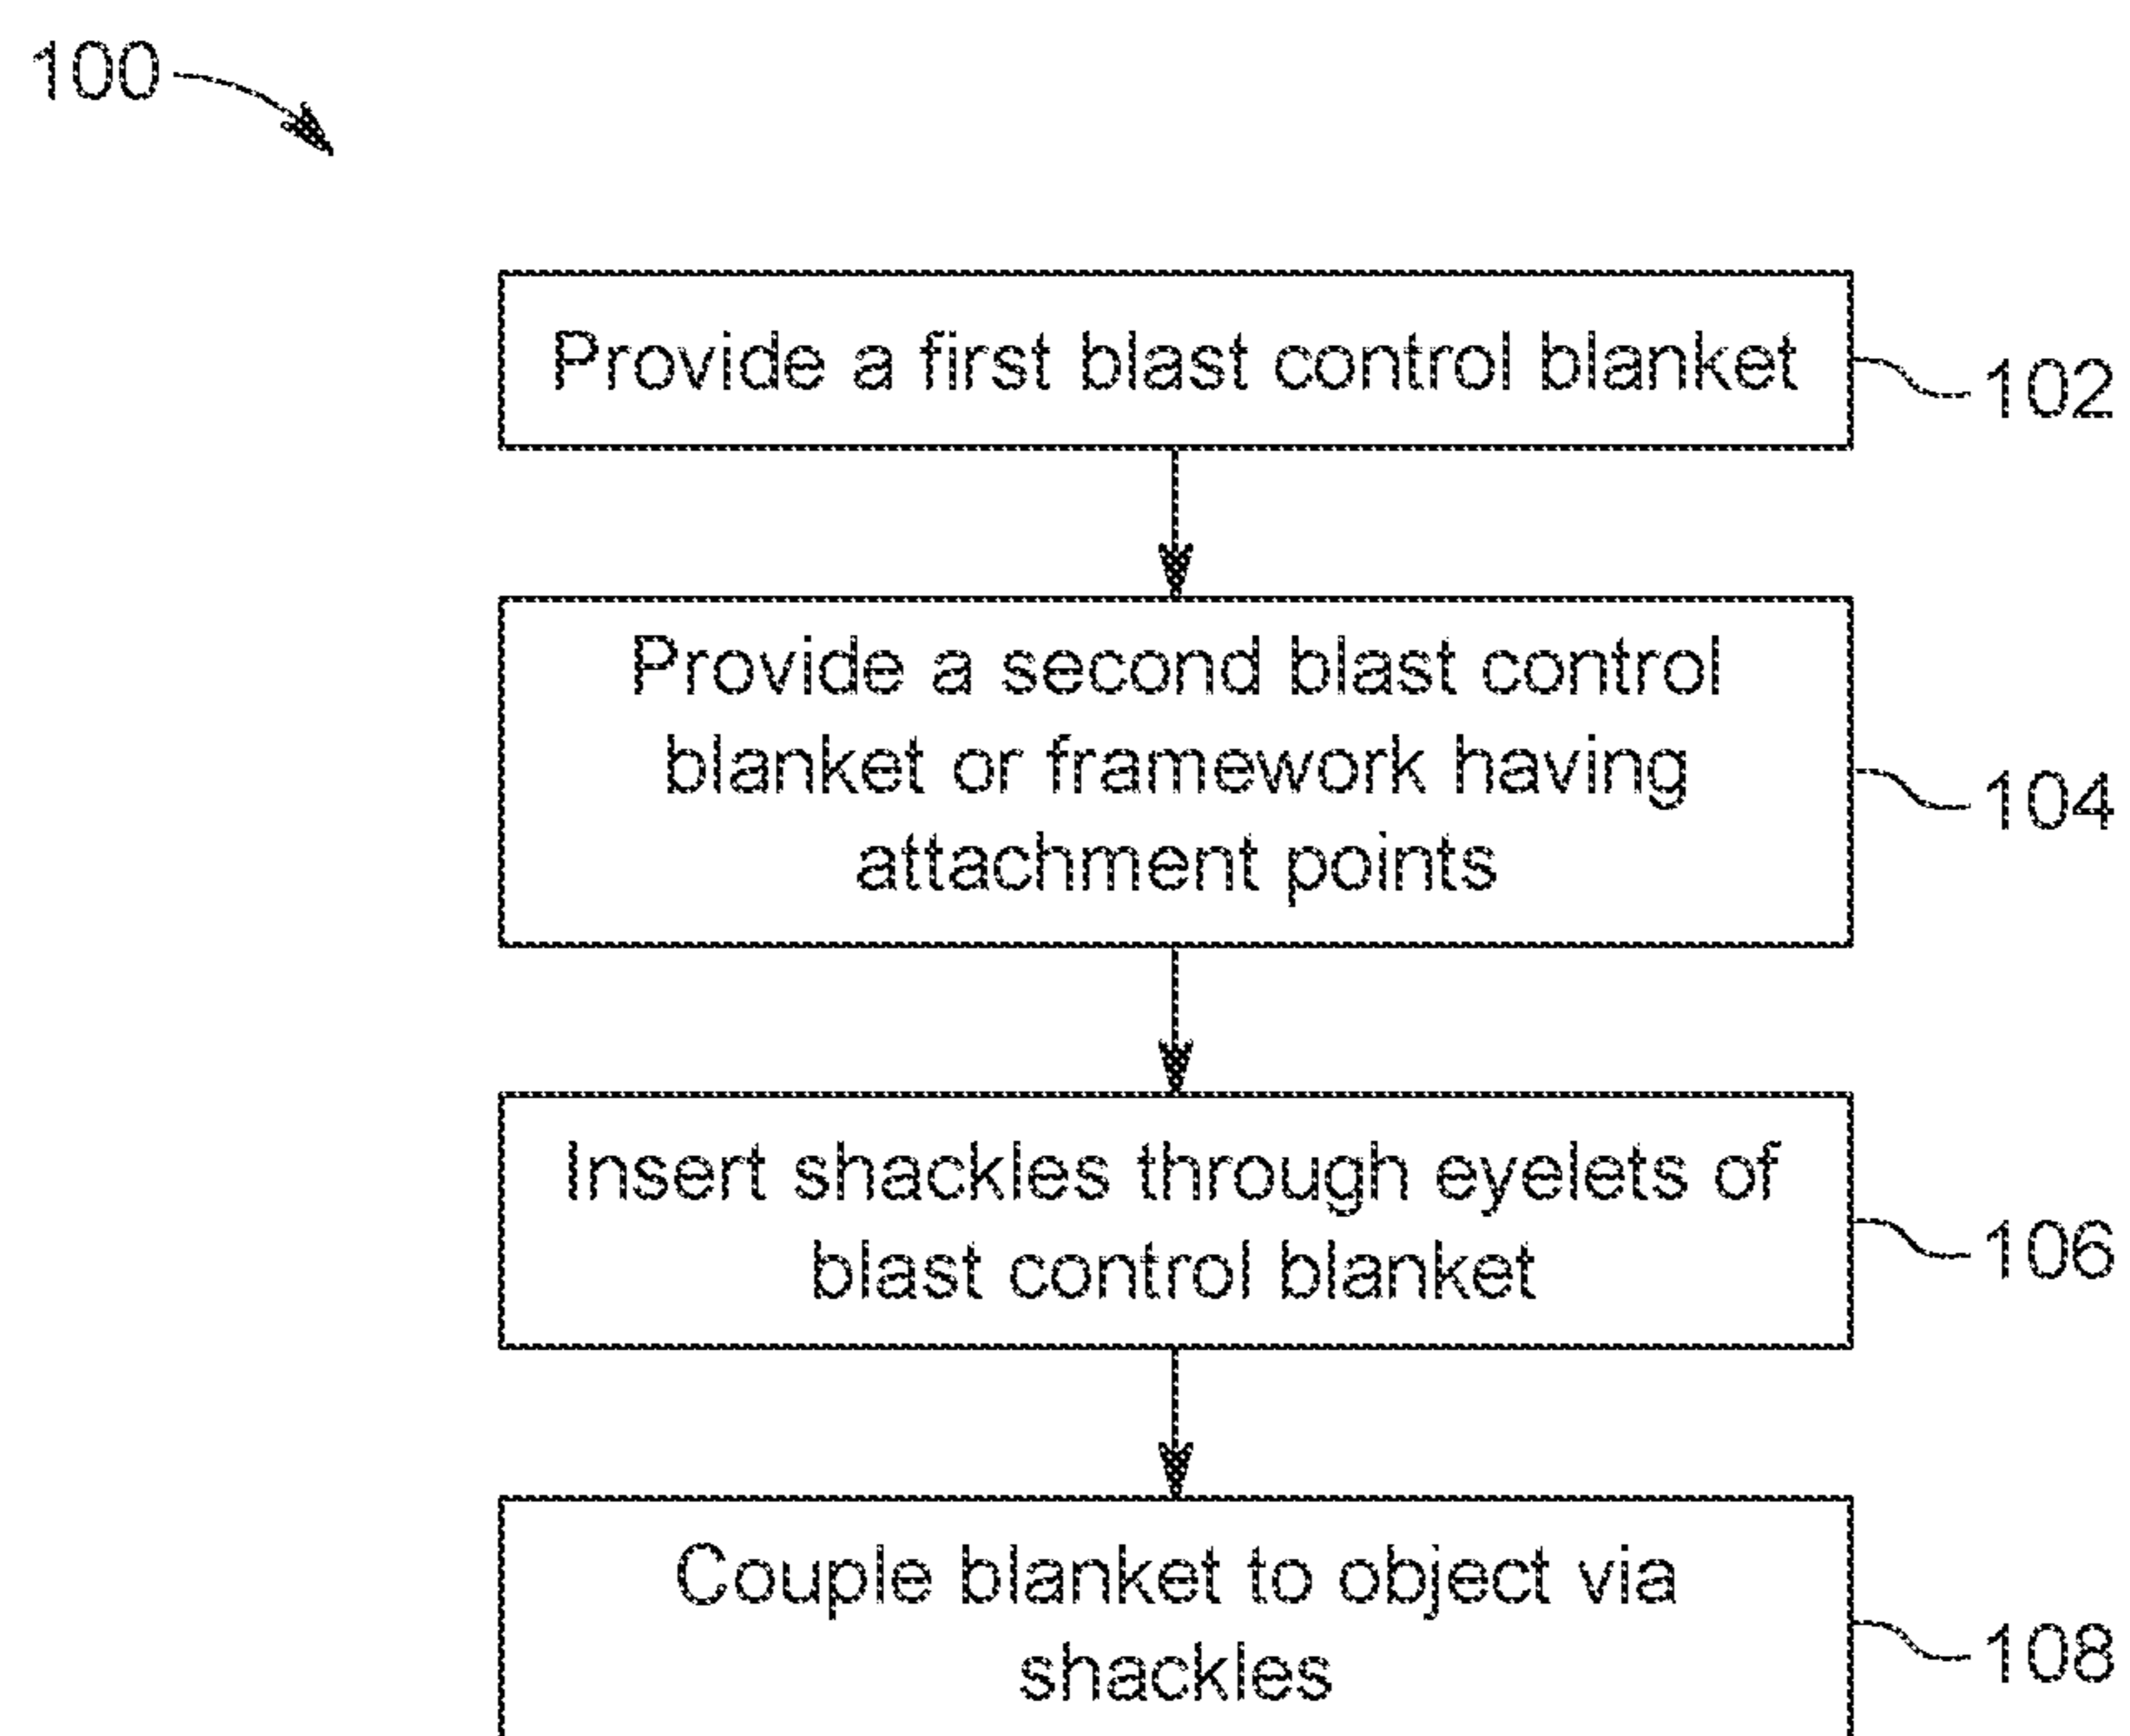 100
Provide a first blast control blanket
102
Provide a second blast control
blanket or framework having
attachment points
104
Insert shackles through eyelets of
blast control blanket
106
Couple blanket to object via
shackles
108